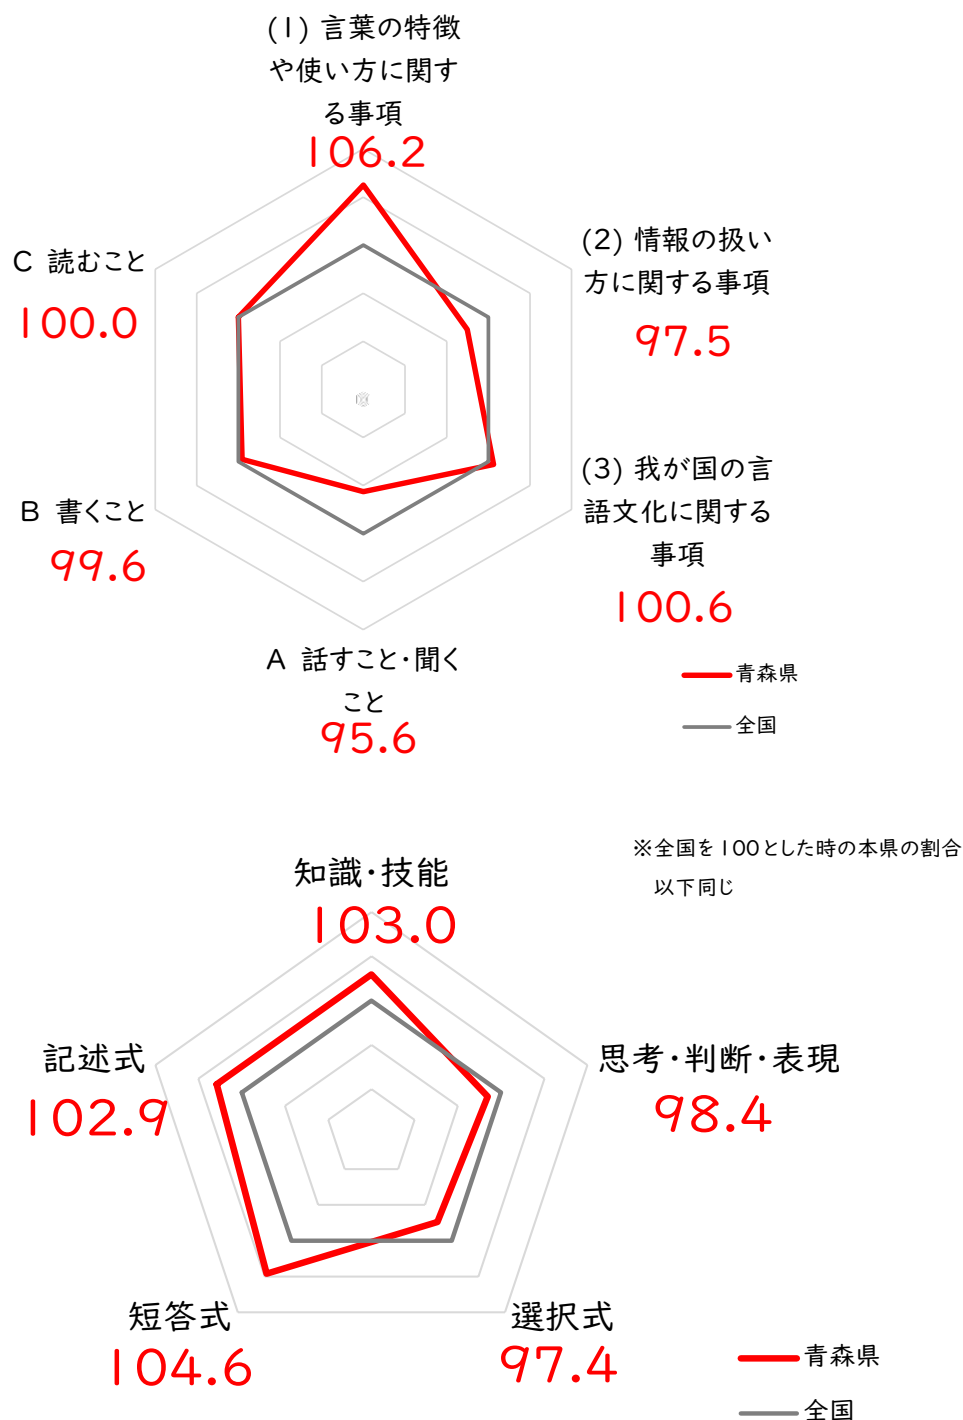 (1) 言葉の特徴
や使い方に関す
る事項
106.2
(2) 情報の扱い
方に関する事項
97.5
C 読むこと
100.0
(3) 我が国の言
語文化に関する
事項
100.6
B 書くこと
99.6
A 話すこと・聞く
こと
95.6
青森県
全国
※全国を100とした時の本県の割合
以下同じ
知識・技能
103.0
思考・判断・表現
98.4
記述式
102.9
短答式
104.6
選択式
97.4
青森県
全国